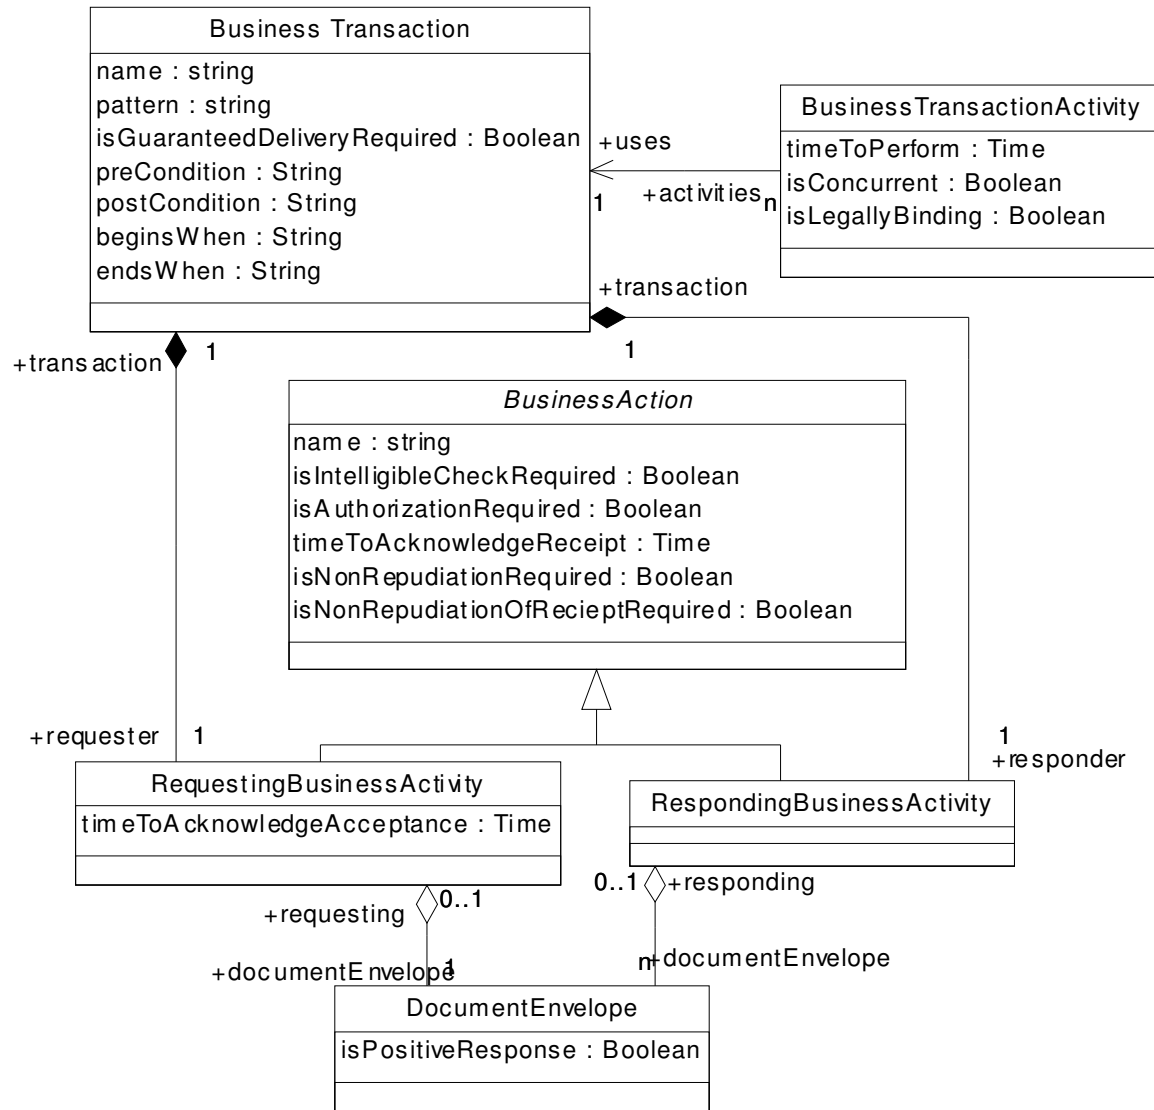 Business Transaction
name : string
pattern : string
isGuaranteedDeliveryRequired : Boolean
preCondition : String
postCondition : String
beginsWhen : String
endsWhen : String
BusinessTransactionActivity
timeToPerform : Time
isConcurrent : Boolean
isLegallyBinding : Boolean
+uses
1
+activities
n
+transaction
1
+transaction
1
BusinessAction
name : string
isIntelligibleCheckRequired : Boolean
isAuthorizationRequired : Boolean
timeToAcknowledgeReceipt : Time
isNonRepudiationRequired : Boolean
isNonRepudiationOfRecieptRequired : Boolean
+requester
1
1
+responder
RequestingBusinessActivity
timeToAcknowledgeAcceptance : Time
RespondingBusinessActivity
+requesting
0..1
0..1
+responding
+documentEnvelope
1
n
+documentEnvelope
DocumentEnvelope
isPositiveResponse : Boolean